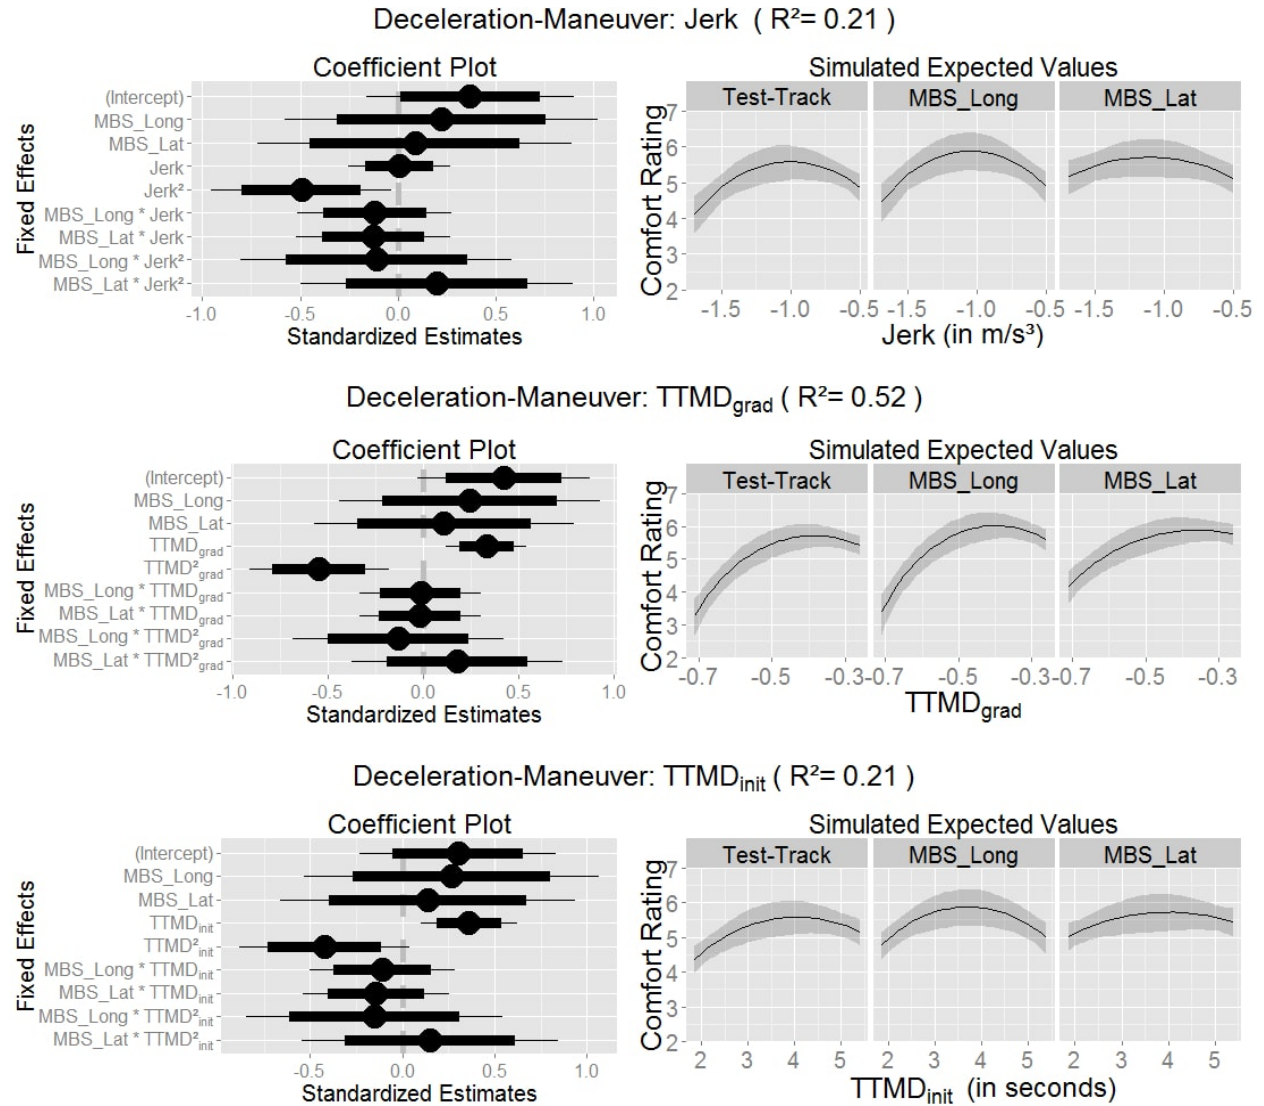 Deceleration-Maneuver: Jerk ( R²= 0.21 )
Coefficient Plot
Fixed Effects
(Intercept)
MBS_Long
MBS_Lat
Jerk
Jerk²
MBS_Long * Jerk
MBS_Lat * Jerk
MBS_Long * Jerk²
MBS_Lat * Jerk²
-1.0 -0.5 0.0 0.5 1.0
Standardized Estimates
Simulated Expected Values
Test-Track MBS_Long MBS_Lat
Comfort Rating
7
6
5
4
3
2
-1.5 -1.0 -0.5 -1.5 -1.0 -0.5 -1.5 -1.0 -0.5
Jerk (in m/s³)
Deceleration-Maneuver: TTMDgrad ( R²= 0.52 )
Coefficient Plot
Fixed Effects
(Intercept)
MBS_Long
MBS_Lat
TTMDgrad
TTMD²grad
MBS_Long * TTMDgrad
MBS_Lat * TTMDgrad
MBS_Long * TTMD²grad
MBS_Lat * TTMD²grad
-1.0 -0.5 0.0 0.5 1.0
Standardized Estimates
Simulated Expected Values
Test-Track MBS_Long MBS_Lat
Comfort Rating
7
6
5
4
3
2
-0.7 -0.5 -0.3 -0.7 -0.5 -0.3 -0.7 -0.5 -0.3
TTMDgrad
Deceleration-Maneuver: TTMDinit ( R²= 0.21 )
Coefficient Plot
Fixed Effects
(Intercept)
MBS_Long
MBS_Lat
TTMDinit
TTMD²init
MBS_Long * TTMDinit
MBS_Lat * TTMDinit
MBS_Long * TTMD²init
MBS_Lat * TTMD²init
-0.5 0.0 0.5 1.0
Standardized Estimates
Simulated Expected Values
Test-Track MBS_Long MBS_Lat
Comfort Rating
7
6
5
4
3
2
2 3 4 5 2 3 4 5 2 3 4 5
TTMDinit (in seconds)